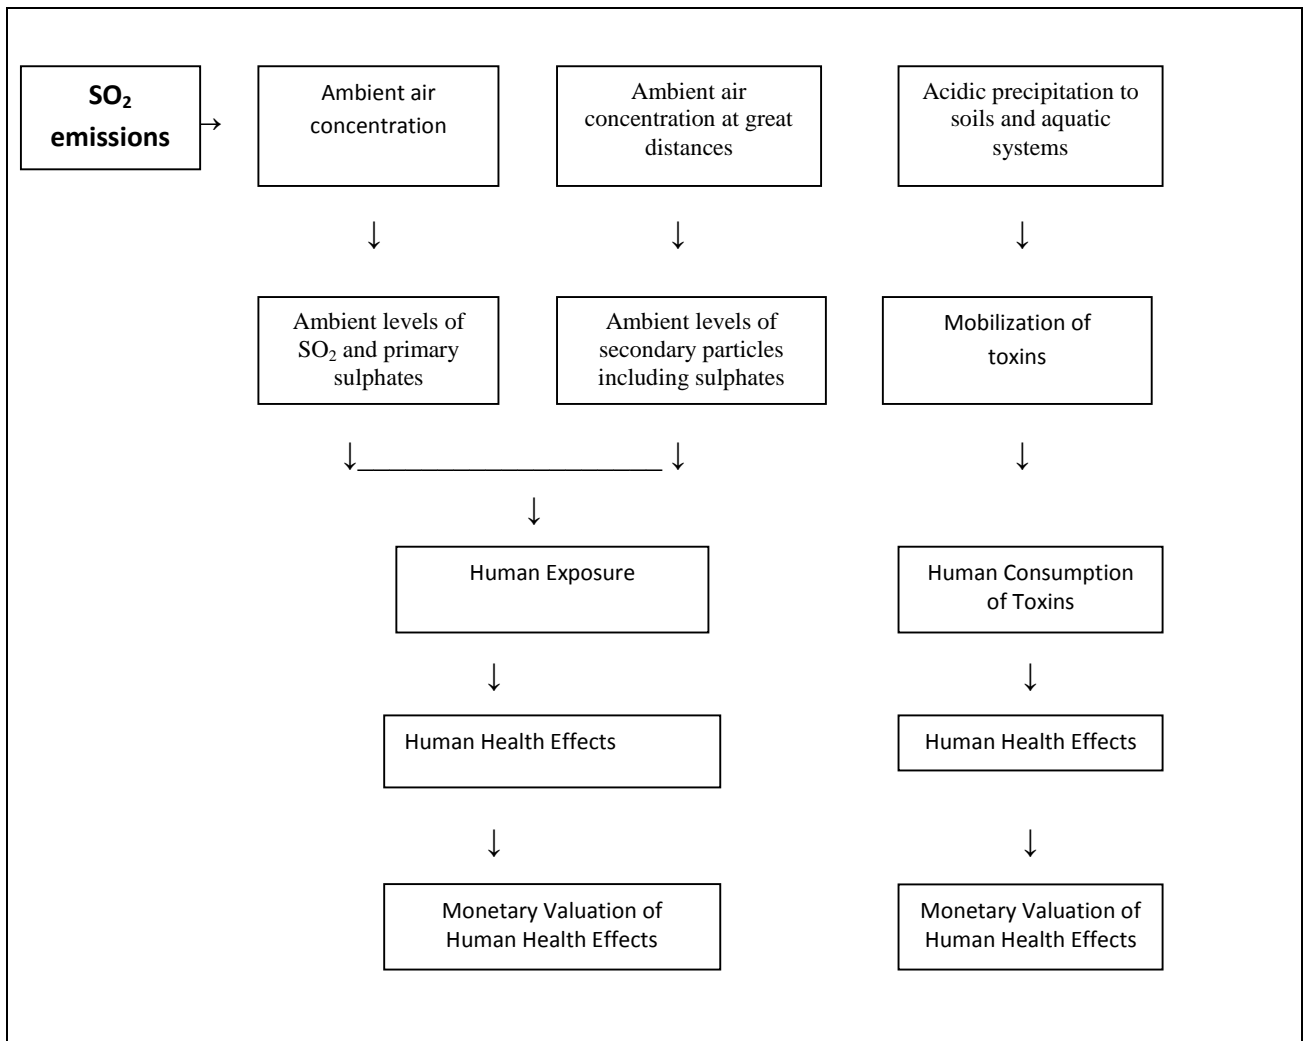 SO₂
emissions
→
Ambient air
concentration
Ambient air
concentration at great
distances
Acidic precipitation to
soils and aquatic
systems
↓
↓
↓
Ambient levels of
SO₂ and primary
sulphates
Ambient levels of
secondary particles
including sulphates
Mobilization of
toxins
↓
↓
↓
↓
Human Exposure
Human Consumption
of Toxins
↓
↓
Human Health Effects
Human Health Effects
↓
↓
Monetary Valuation of
Human Health Effects
Monetary Valuation of
Human Health Effects